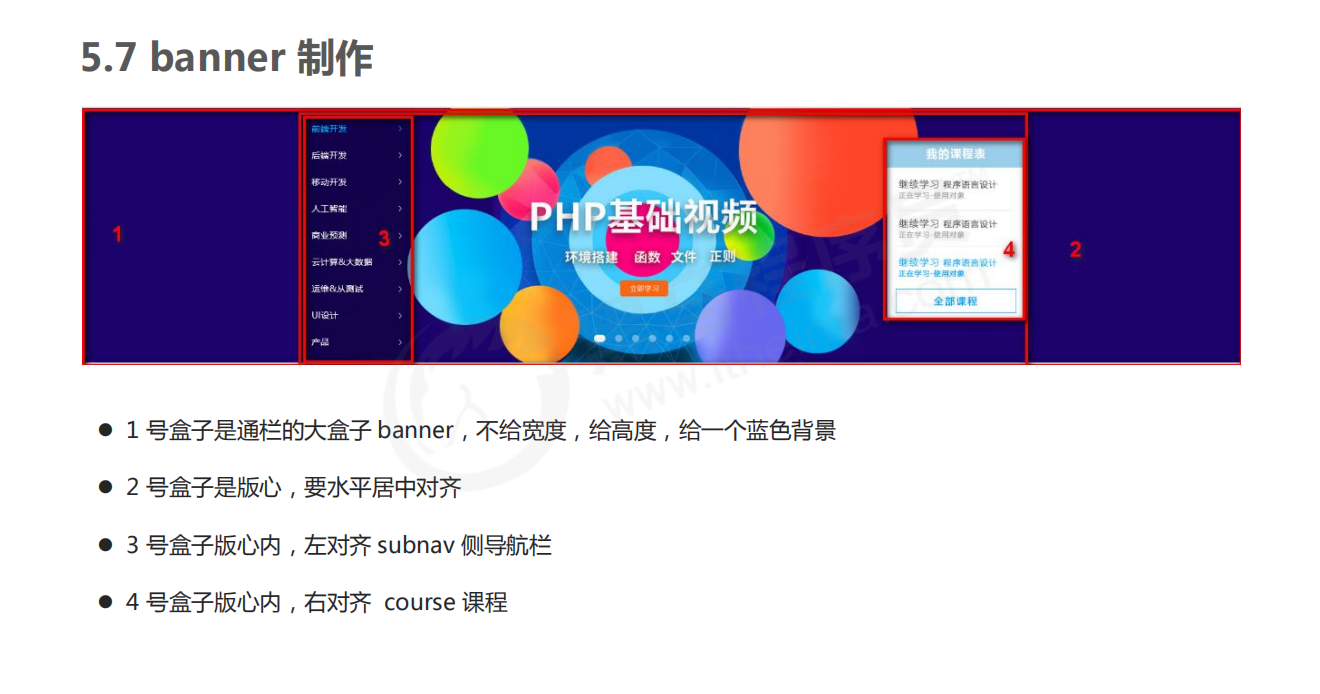 5.7 banner 制作
前端开发 >
后端开发 >
移动开发 >
人工智能 >
商业预测 >
云计算&大数据 >
运维&从测试 >
UI设计 >
产品 >
1
3
PHP基础视频
环境搭建 函数 文件 正则
立即学习
我的课程表
继续学习 程序语言设计
正在学习-使用对象
继续学习 程序语言设计
正在学习-使用对象
继续学习 程序语言设计
正在学习-使用对象
全部课程
4
2
● 1 号盒子是通栏的大盒子 banner，不给宽度，给高度，给一个蓝色背景
● 2 号盒子是版心，要水平居中对齐
● 3 号盒子版心内，左对齐 subnav 侧导航栏
● 4 号盒子版心内，右对齐 course 课程